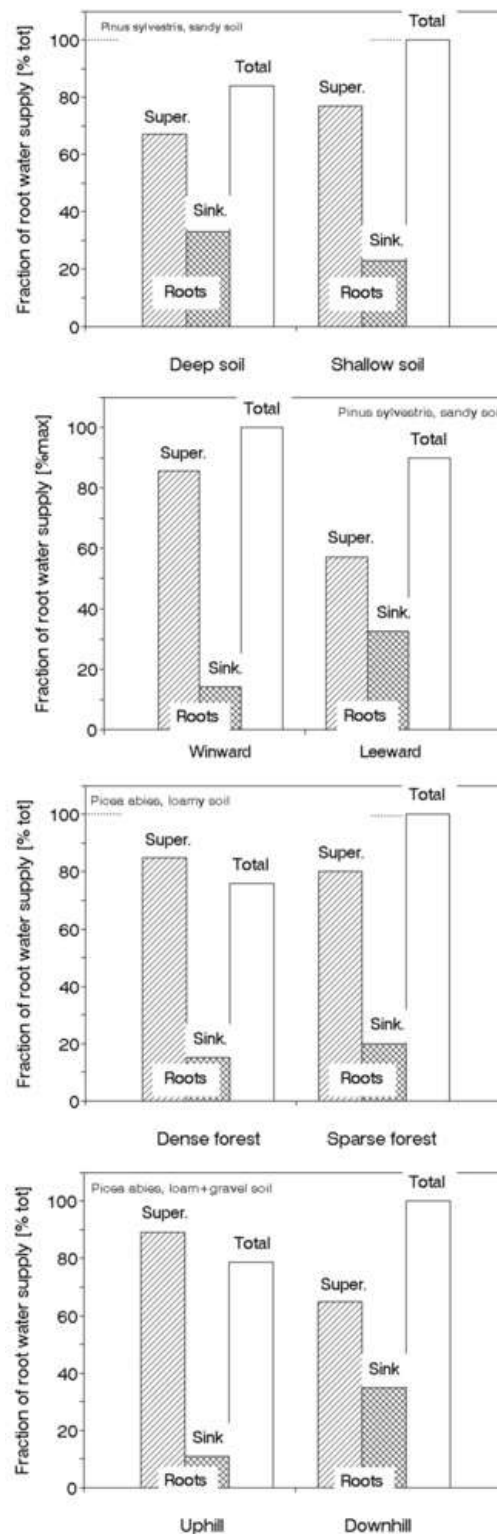 Pinus sylvestris, sandy soil
Total
Super.
Super.
Sink.
Sink.
Roots
Roots
100
80
60
40
20
0
Fraction of root water supply [% tot]
Deep soil
Shallow soil
Total
Pinus sylvestris, sandy soi
Total
Super.
Super.
Sink.
Sink.
Roots
Roots
100
80
60
40
20
0
Fraction of root water supply [%max]
Winward
Leeward
Picea abies, loamy soil
Total
Super.
Super.
Total
Sink.
Sink.
Roots
Roots
100
80
60
40
20
0
Fraction of root water supply [% tot]
Dense forest
Sparse forest
Picea abies, loam+gravel soil
Total
Super.
Total
Super.
Sink
Sink
Roots
Roots
100
80
60
40
20
0
Fraction of root water supply [% tot]
Uphill
Downhill